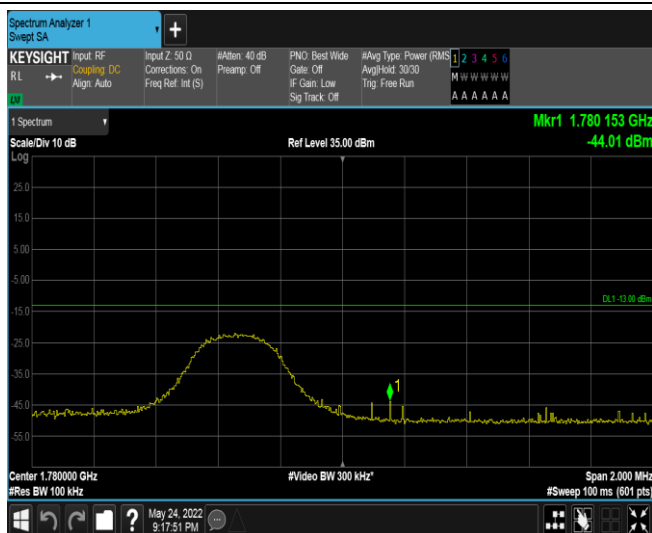 Spectrum Analyzer 1
Swept SA
KEYSIGHT
RL
Input: RF
Coupling: DC
Align: Auto
Input Z: 50 Ω
Corrections: On
Freq Ref: Int (S)
#Atten: 40 dB
Preamp: Off
PNO: Best Wide
Gate: Off
IF Gain: Low
Sig Track: Off
#Avg Type: Power (RMS
Avg|Hold: 30/30
Trig: Free Run
1 2 3 4 5 6
M W W W W W
A A A A A A
1 Spectrum
Mkr1 1.780 153 GHz
-44.01 dBm
Scale/Div 10 dB
Ref Level 35.00 dBm
Log
25.0
15.0
5.00
-5.00
DL1 -13.00 dBm
-15.0
-25.0
-35.0
1
-45.0
-55.0
Center 1.780000 GHz
#Video BW 300 kHz*
Span 2.000 MHz
#Res BW 100 kHz
#Sweep 100 ms (601 pts)
?
May 24, 2022
9:17:51 PM